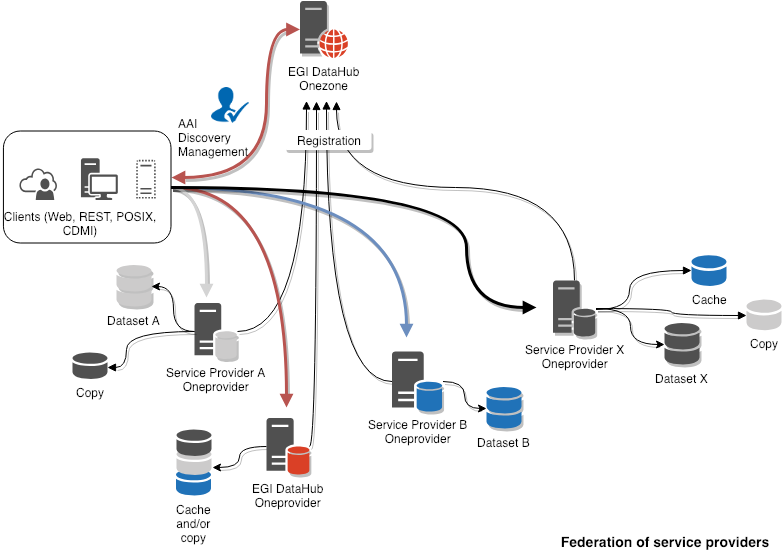 EGI DataHub
Onezone
AAI
Discovery
Management
Registration
Clients (Web, REST, POSIX,
CDMI)
Dataset A
Cache
Copy
Service Provider X
Oneprovider
Dataset X
Service Provider A
Oneprovider
Copy
Service Provider B
Oneprovider
Dataset B
EGI DataHub
Oneprovider
Cache
and/or
copy
Federation of service providers